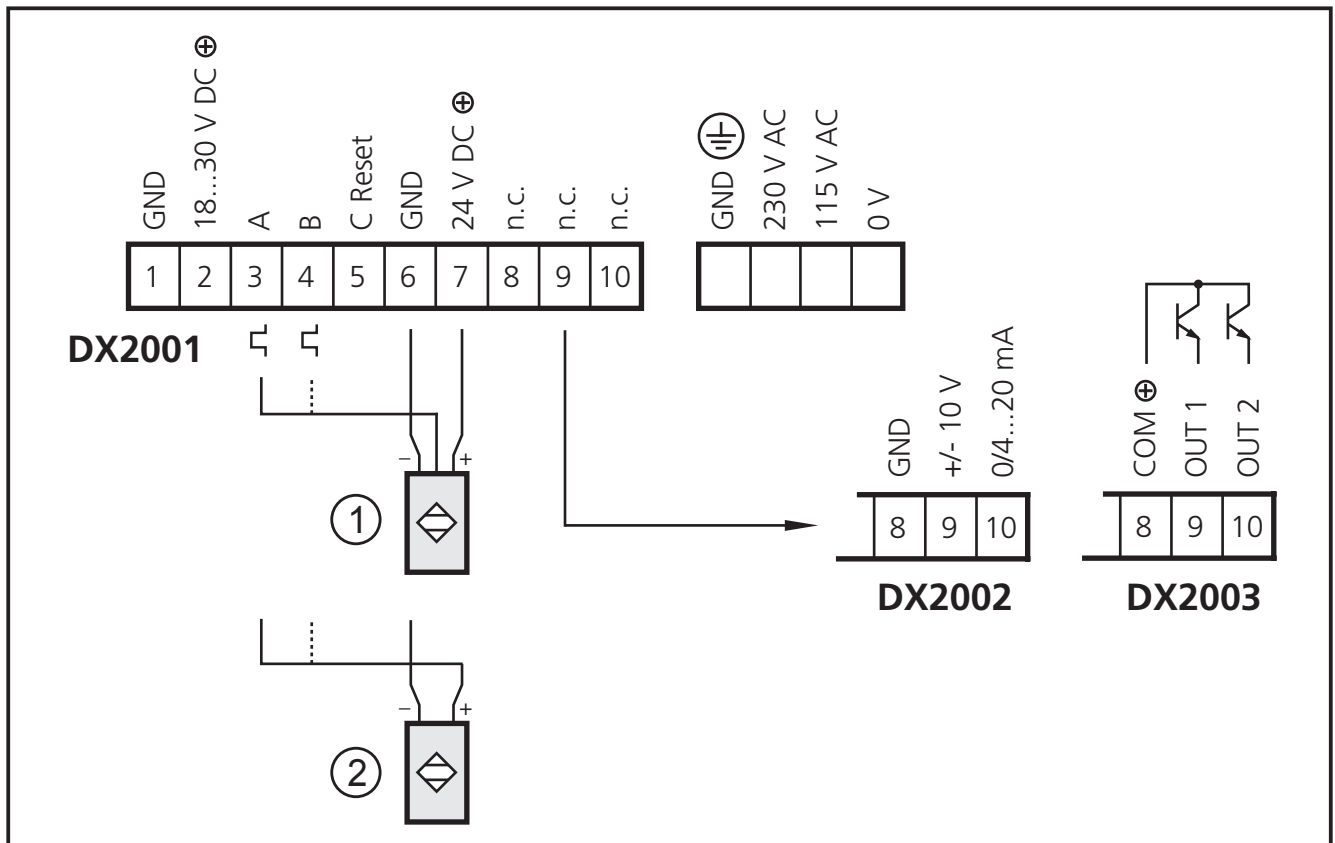 GND
18...30 V DC ⊕
A
B
C Reset
GND
24 V DC ⊕
n.c.
n.c.
n.c.
GND
230 V AC
115 V AC
0 V
1 2 3 4 5 6 7 8 9 10
DX2001
COM ⊕
OUT 1
OUT 2
GND
+/- 10 V
0/4...20 mA
– +
1
8 9 10
8 9 10
DX2002
DX2003
– +
2